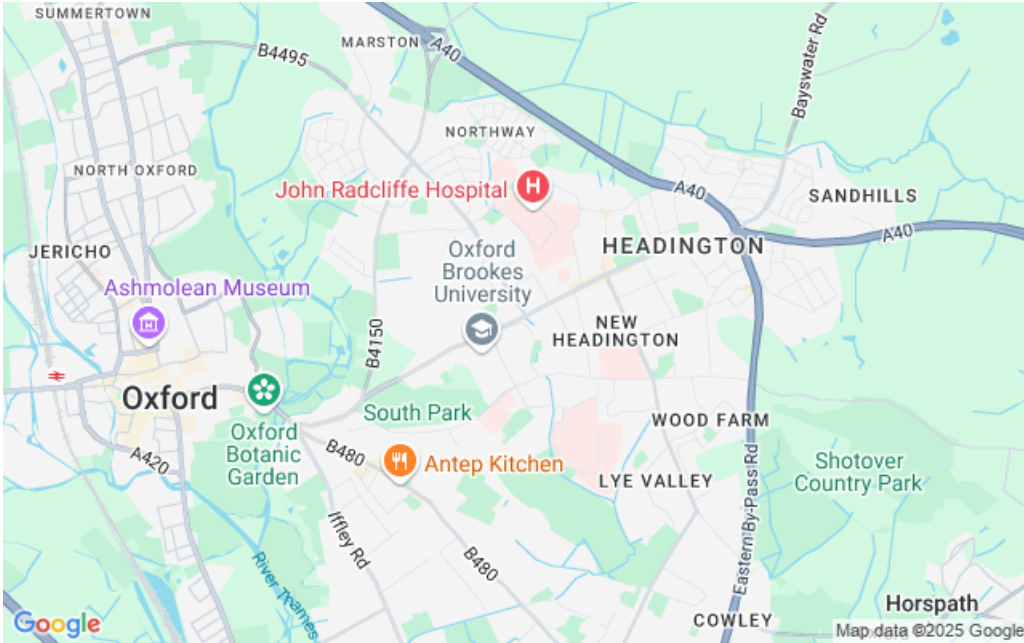 SUMMERTOWN
B4495
MARSTON
A40
Bayswater Rd
NORTHWAY
NORTH OXFORD
John Radcliffe Hospital
H
A40
SANDHILLS
A40
JERICHO
Oxford
Brookes
University
HEADINGTON
Ashmolean Museum
B4150
NEW
HEADINGTON
Oxford
South Park
WOOD FARM
Oxford
Botanic
Garden
A420
B480
Antep Kitchen
LYE VALLEY
Shotover
Country Park
Eastern By-Pass Rd
Iffley Rd
River Thames
B480
COWLEY
Horspath
Google
Map data ©2025 Google